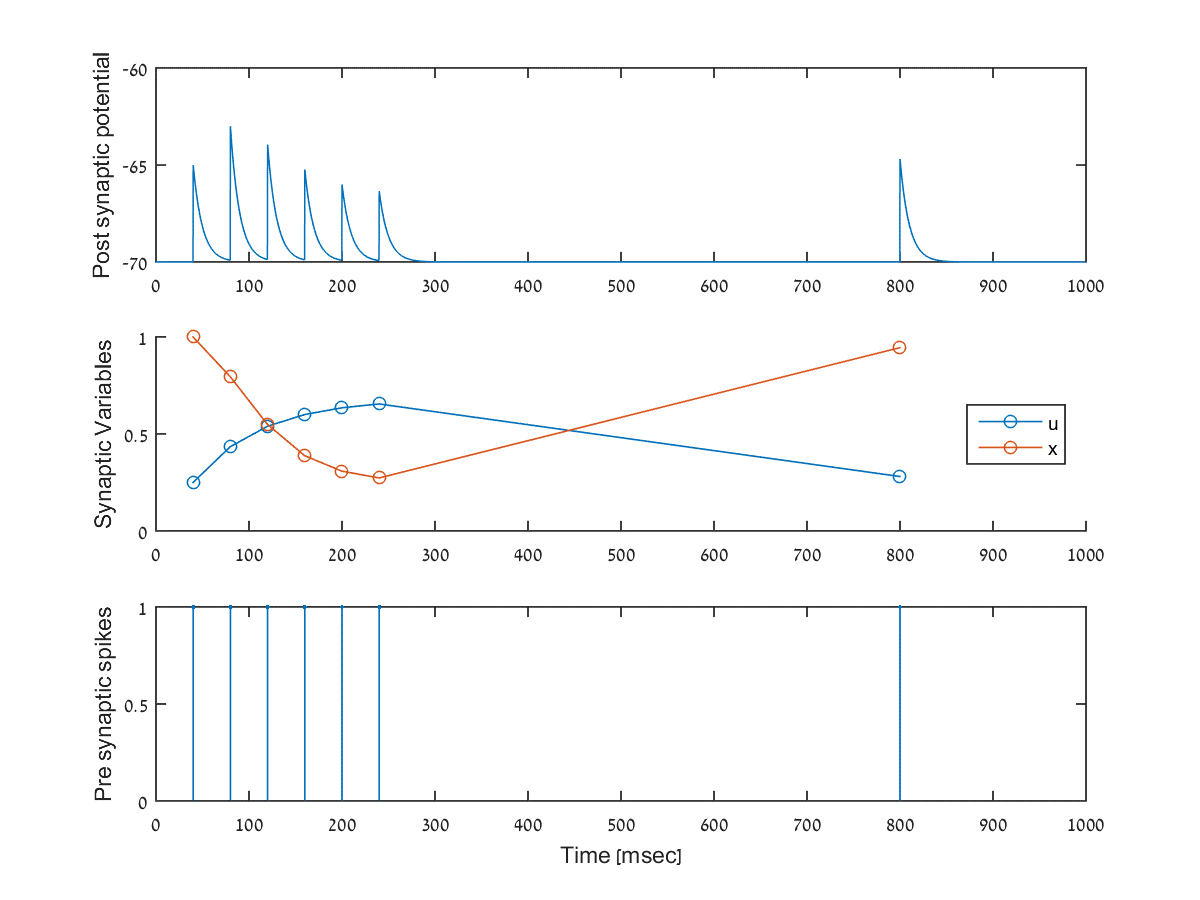 Post synaptic potential
-60
-65
-70
0 100 200 300 400 500 600 700 800 900 1000
Synaptic Variables
1
0.5
0
u
x
0 100 200 300 400 500 600 700 800 900 1000
Pre synaptic spikes
1
0.5
0
0 100 200 300 400 500 600 700 800 900 1000
Time [msec]